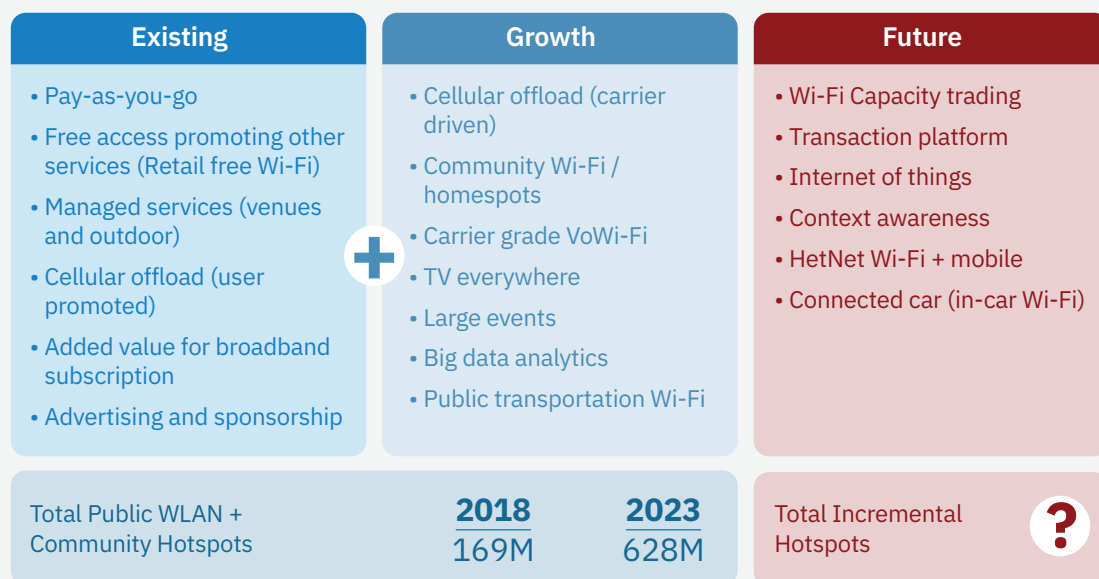 Existing
• Pay-as-you-go
• Free access promoting other
services (Retail free Wi-Fi)
• Managed services (venues
and outdoor)
• Cellular offload (user
promoted)
• Added value for broadband
subscription
• Advertising and sponsorship
+
Growth
• Cellular offload (carrier
driven)
• Community Wi-Fi /
homespots
• Carrier grade VoWi-Fi
• TV everywhere
• Large events
• Big data analytics
• Public transportation Wi-Fi
Future
• Wi-Fi Capacity trading
• Transaction platform
• Internet of things
• Context awareness
• HetNet Wi-Fi + mobile
• Connected car (in-car Wi-Fi)
Total Public WLAN +
Community Hotspots
2018
169M
2023
628M
Total Incremental
Hotspots
?